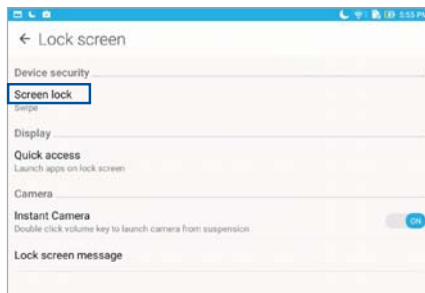 5:55 PM
Lock screen
Device security
Screen lock
Swipe
Display
Quick access
Launch apps on lock screen
Camera
Instant Camera
Double click volume key to launch camera from suspension
ON
Lock screen message